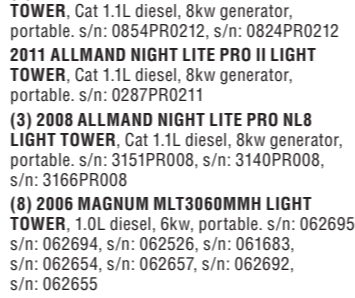 TOWER, Cat 1.1L diesel, 8kw generator,
portable. s/n: 0854PR0212, s/n: 0824PR0212
2011 ALLMAND NIGHT LITE PRO II LIGHT
TOWER, Cat 1.1L diesel, 8kw generator,
portable. s/n: 0287PR0211
(3) 2008 ALLMAND NIGHT LITE PRO NL8
LIGHT TOWER, Cat 1.1L diesel, 8kw generator,
portable. s/n: 3151PR008, s/n: 3140PR008,
s/n: 3166PR008
(8) 2006 MAGNUM MLT3060MMH LIGHT
TOWER, 1.0L diesel, 6kw, portable. s/n: 062695
s/n: 062694, s/n: 062526, s/n: 061683,
s/n: 062654, s/n: 062657, s/n: 062692,
s/n: 062655